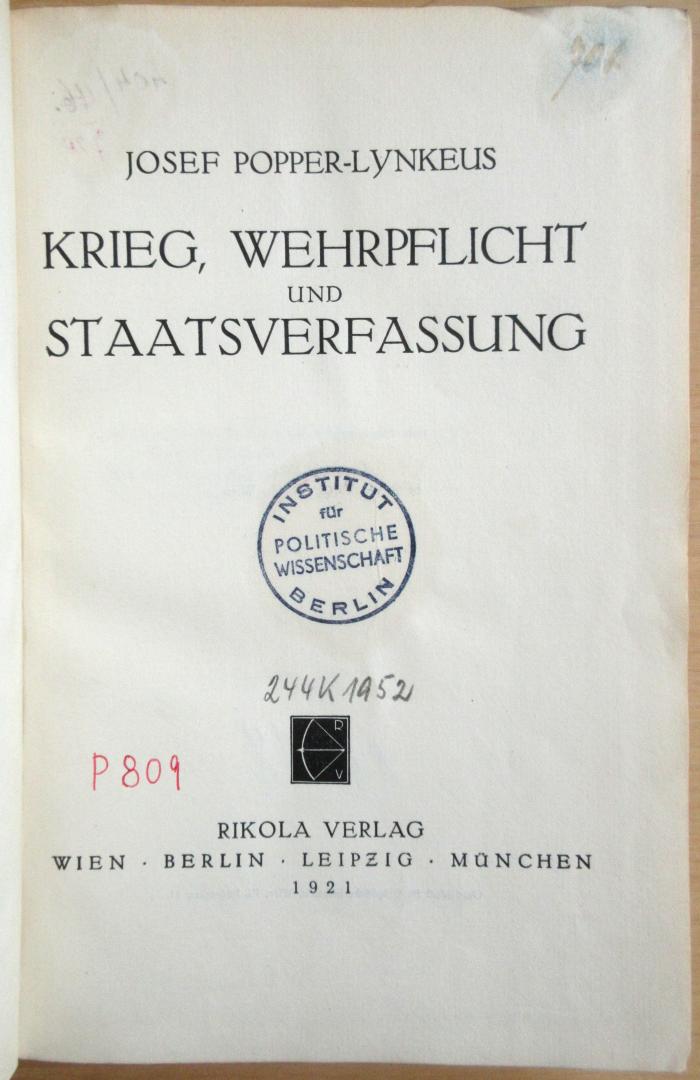 JOSEF POPPER-LYNKEUS
KRIEG, WEHRPFLICHT
UND
STAATSVERFASSUNG
INSTITUT
für
POLITISCHE
WISSENSCHAFT
BERLIN
244K1952
R
V
P 809
RIKOLA VERLAG
WIEN · BERLIN · LEIPZIG · MÜNCHEN
1921